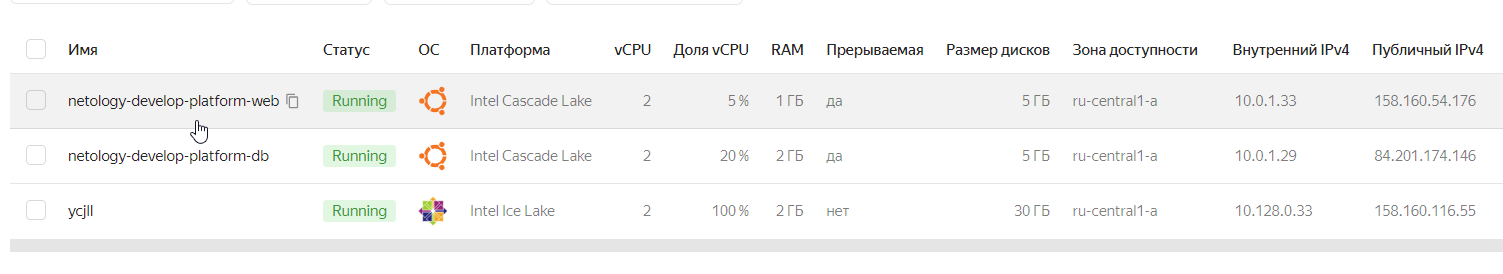 Имя Статус ОС Платформа vCPU Доля vCPU RAM Прерываемая Размер дисков Зона доступности Внутренний IPv4 Публичный IPv4
netology-develop-platform-web Running Intel Cascade Lake 2 5 % 1 ГБ да 5 ГБ ru-central1-a 10.0.1.33 158.160.54.176
netology-develop-platform-db Running Intel Cascade Lake 2 20 % 2 ГБ да 5 ГБ ru-central1-a 10.0.1.29 84.201.174.146
ycjll Running Intel Ice Lake 2 100 % 2 ГБ нет 30 ГБ ru-central1-a 10.128.0.33 158.160.116.55